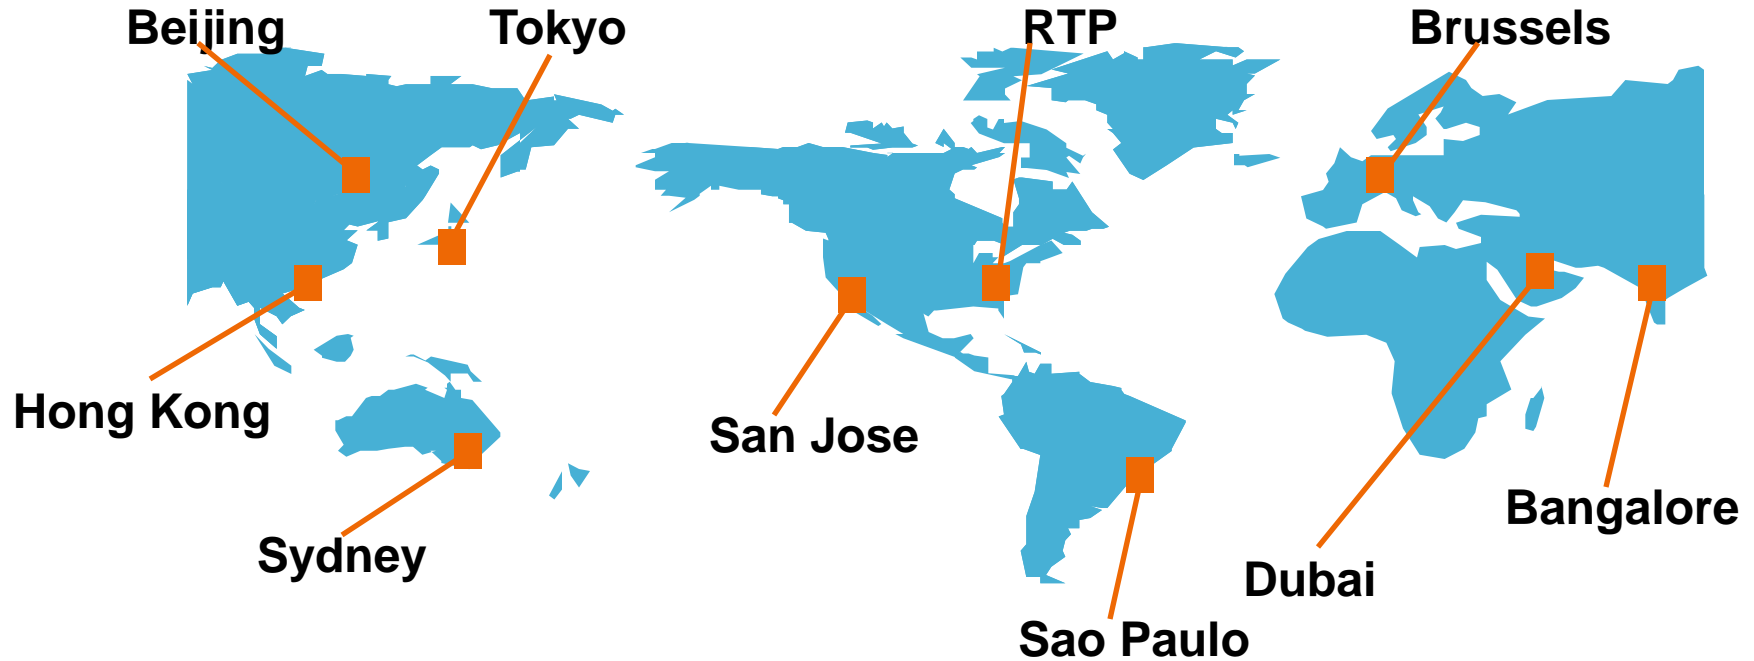 Beijing
Tokyo
RTP
Brussels
Hong Kong
San Jose
Sydney
Bangalore
Dubai
Sao Paulo